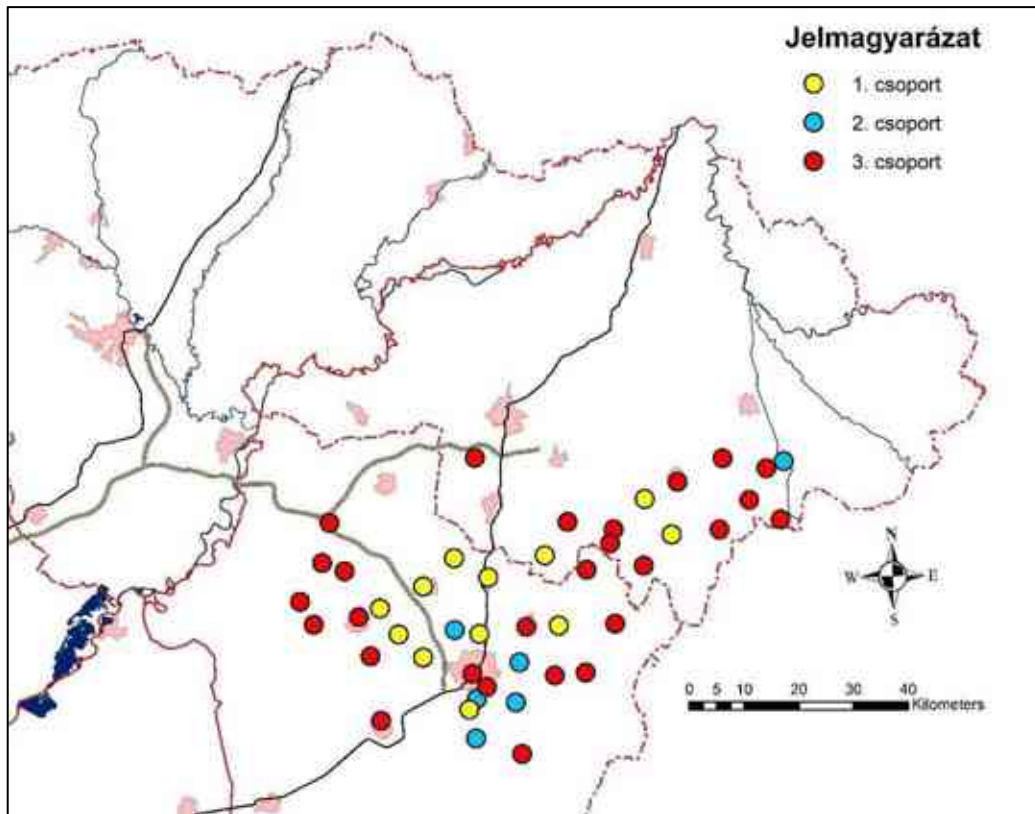 Jelmagyarázat
1. csoport
2. csoport
3. csoport
N
W E
S
0 5 10 20 30 40
Kilometers